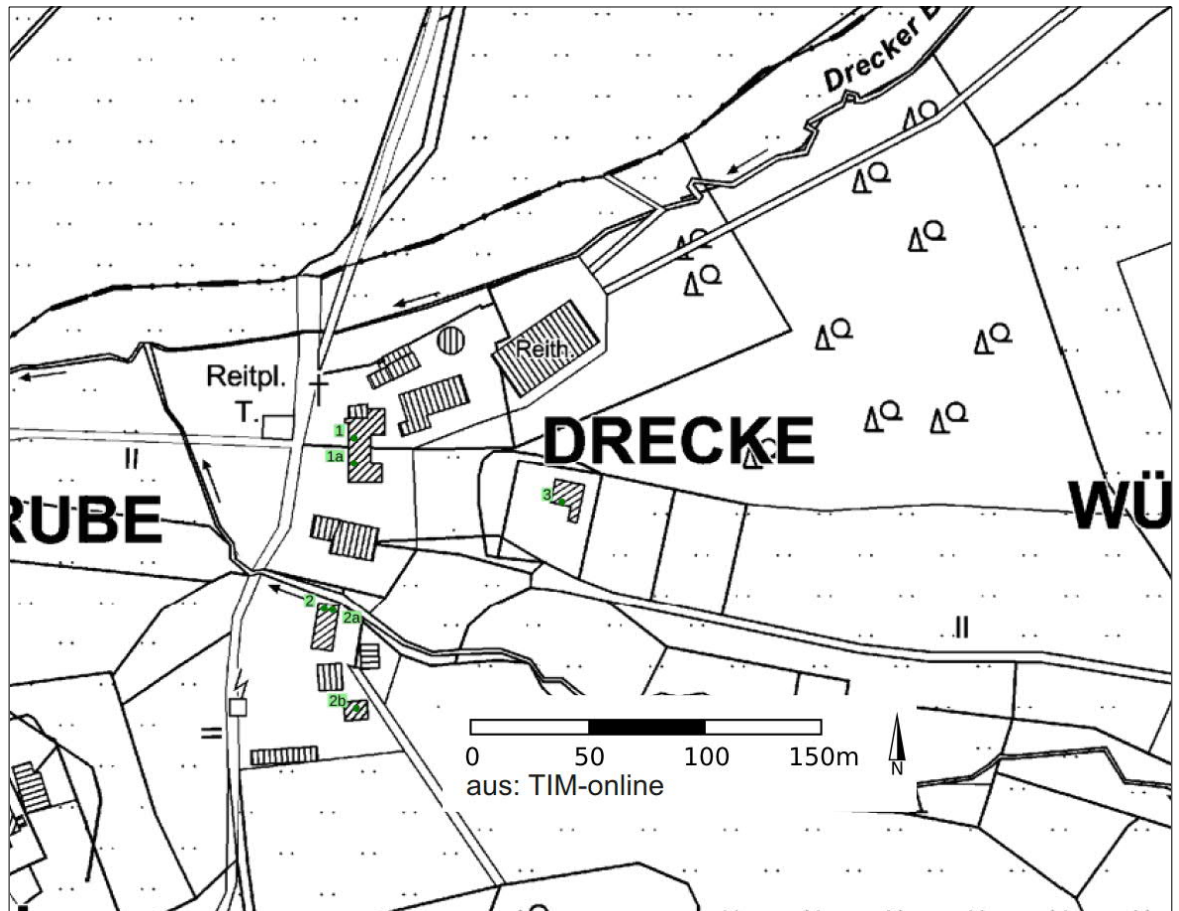 Drecker B
Reith.
Reitpl.
T.
1
1a
DRECKE
3
WÜ
RUBE
2
2a
2b
0 50 100 150m
N
aus: TIM-online